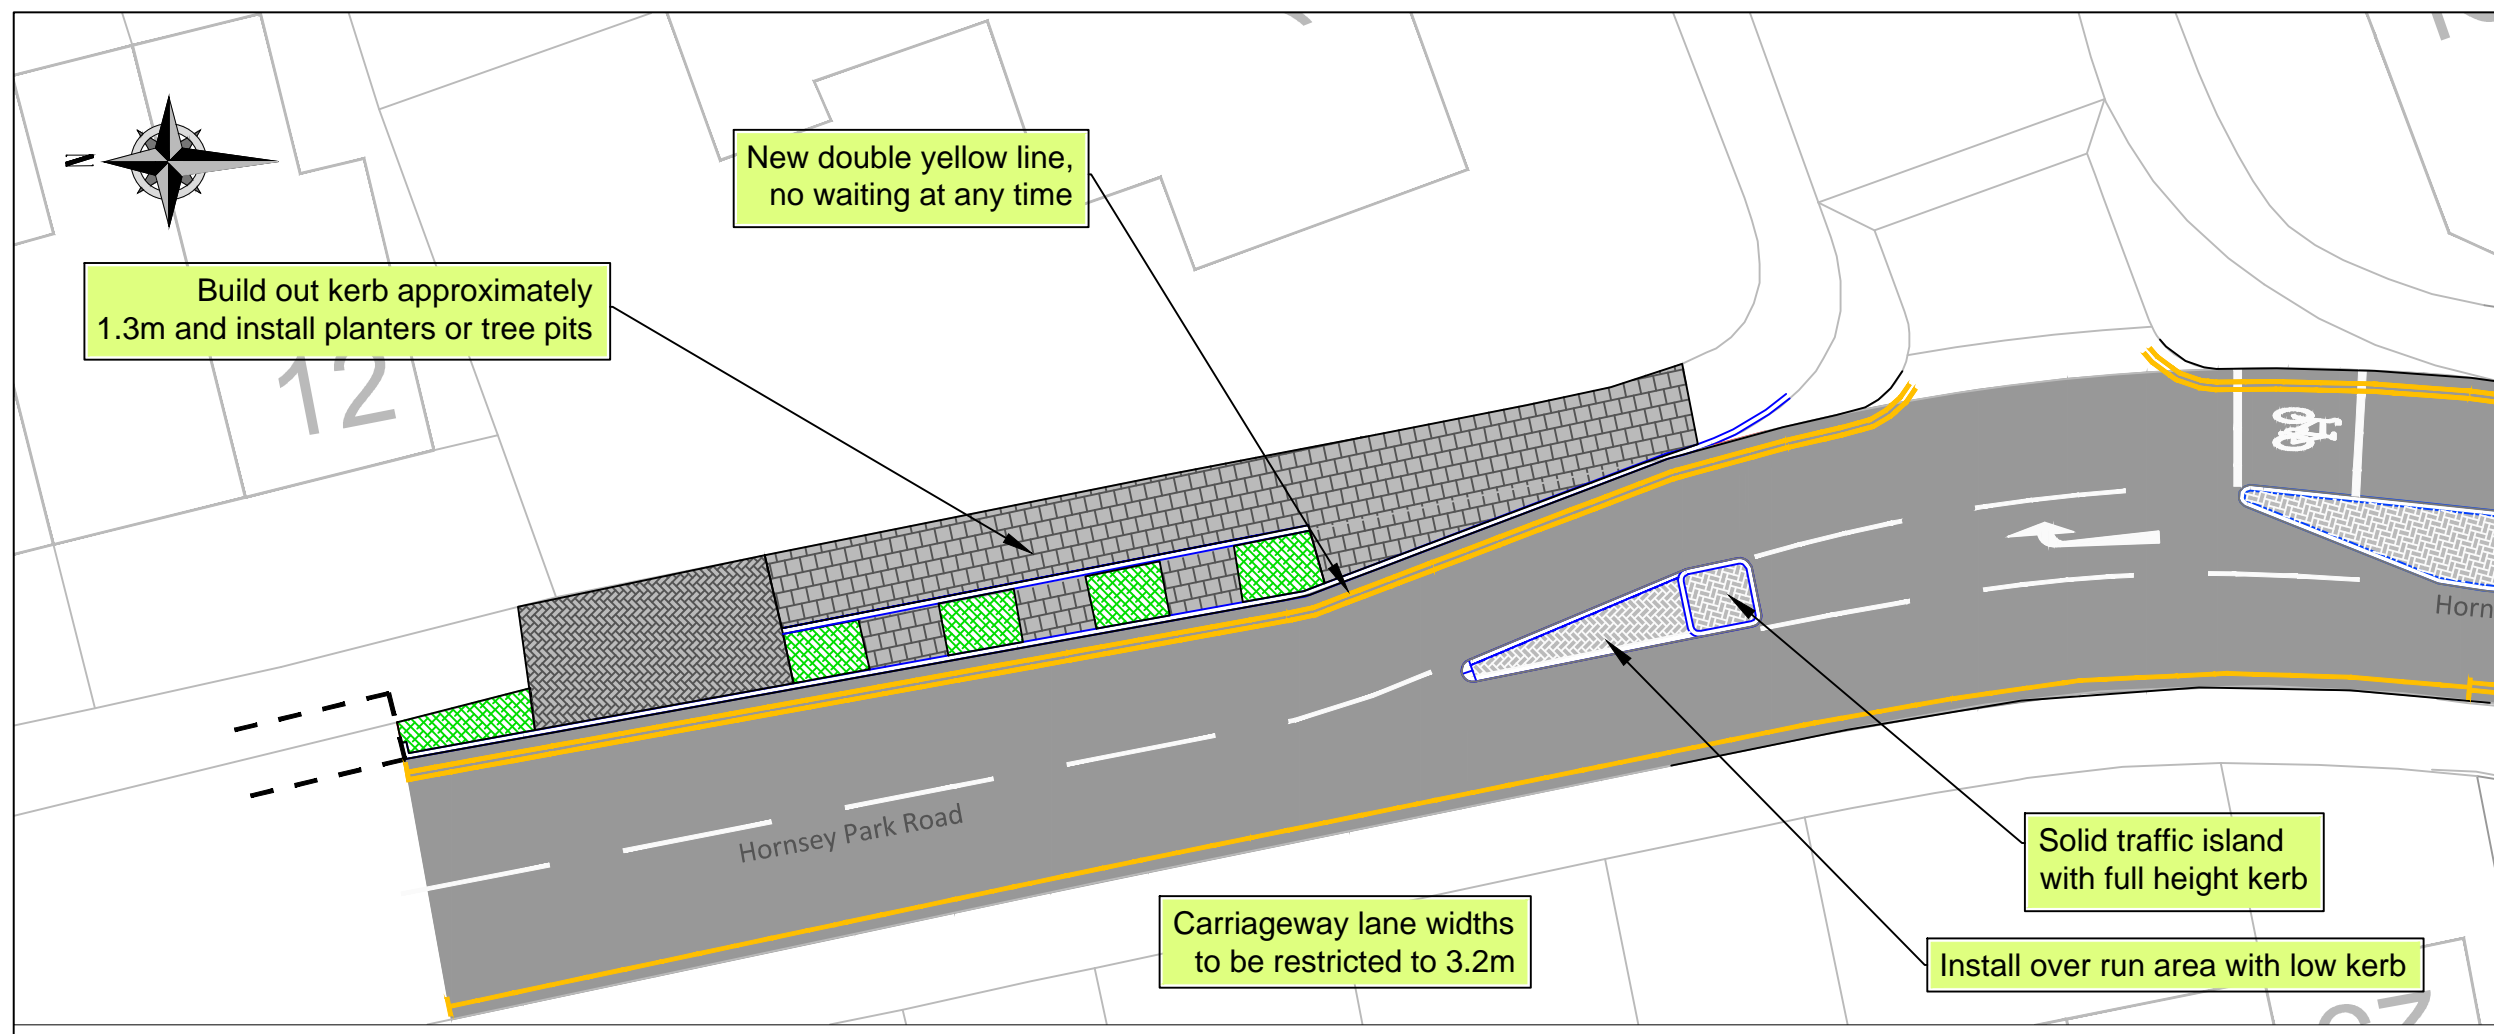 N
New double yellow line,
no waiting at any time
Build out kerb approximately
1.3m and install planters or tree pits
12
Hornsey Park Road
Horn
Solid traffic island
with full height kerb
Carriageway lane widths
to be restricted to 3.2m
Install over run area with low kerb